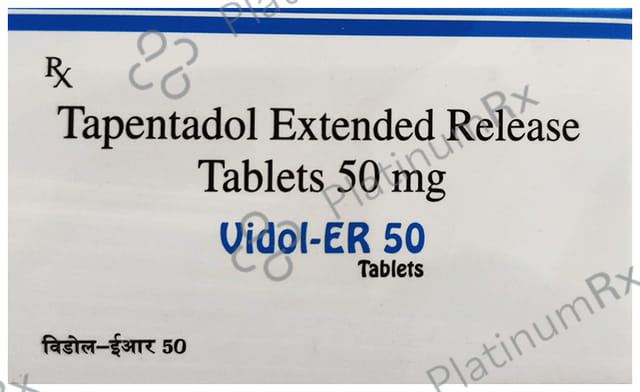 Rx
Tapentadol Extended Release
Tablets 50 mg
Vidol-ER 50
Tablets
विडोल–ईआर 50
PlatinumRx
PlatinumRx
PlatinumRx